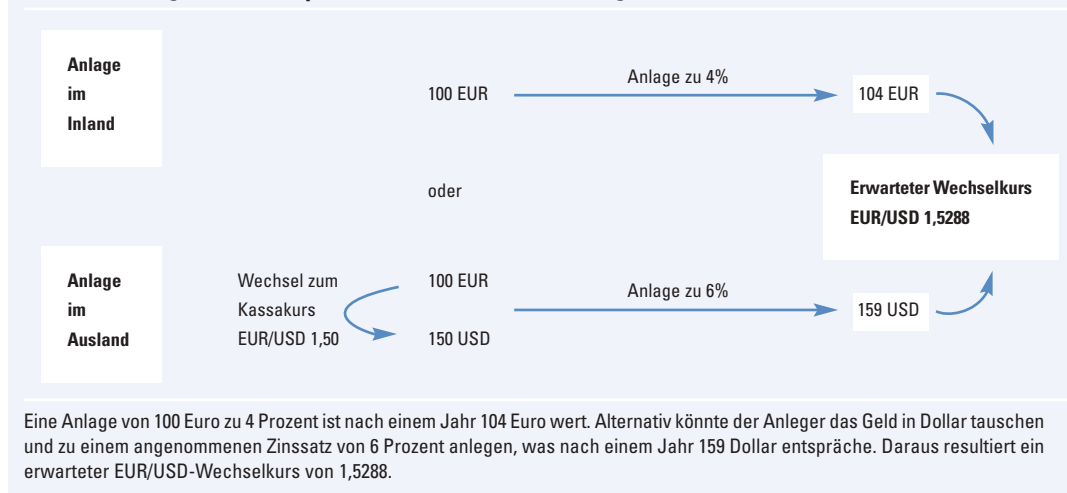 Anlage
im
Inland
100 EUR
Anlage zu 4%
104 EUR
oder
Erwarteter Wechselkurs
EUR/USD 1,5288
Anlage
im
Ausland
Wechsel zum
Kassakurs
EUR/USD 1,50
100 EUR
150 USD
Anlage zu 6%
159 USD
Eine Anlage von 100 Euro zu 4 Prozent ist nach einem Jahr 104 Euro wert. Alternativ könnte der Anleger das Geld in Dollar tauschen
und zu einem angenommenen Zinssatz von 6 Prozent anlegen, was nach einem Jahr 159 Dollar entspräche. Daraus resultiert ein
erwarteter EUR/USD-Wechselkurs von 1,5288.